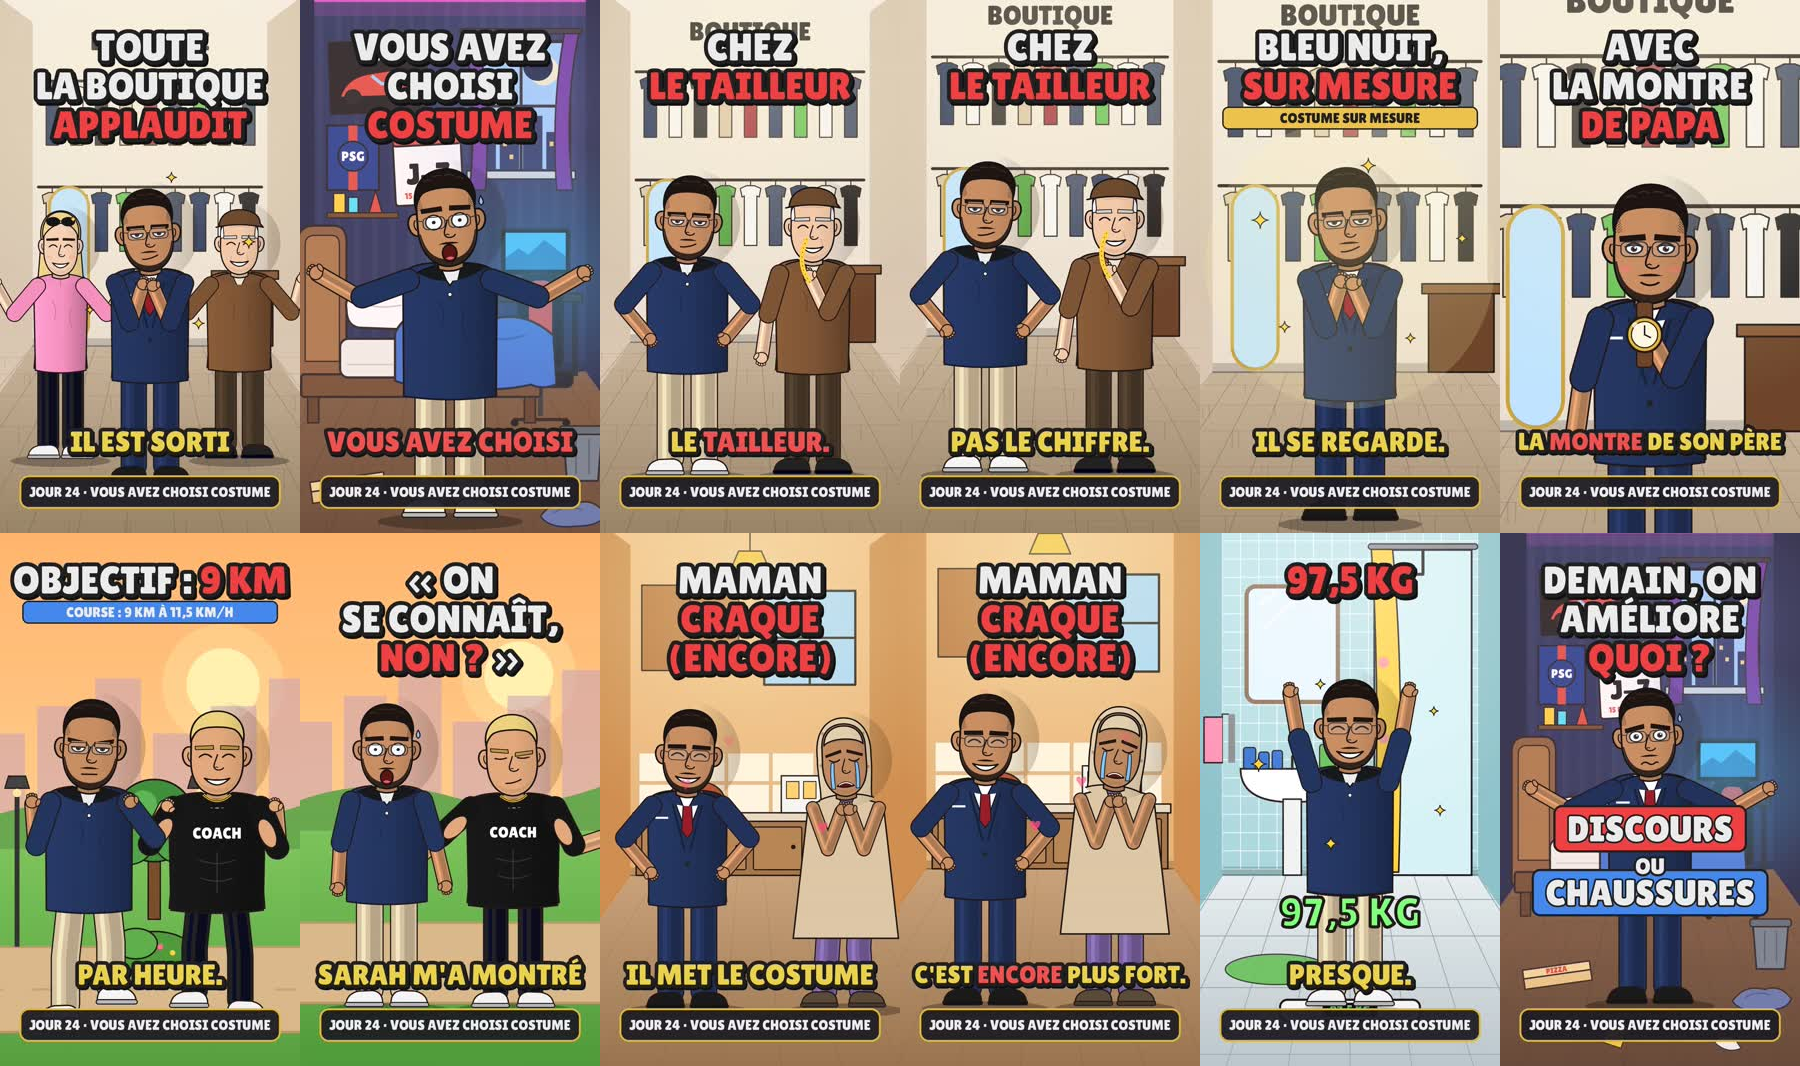 TOUTE
LA BOUTIQUE
APPLAUDIT
IL EST SORTI
JOUR 24 · VOUS AVEZ CHOISI COSTUME
VOUS AVEZ
CHOISI
COSTUME
PSG
J-7
15
VOUS AVEZ CHOISI
JOUR 24 · VOUS AVEZ CHOISI COSTUME
BOUTIQUE
CHEZ
LE TAILLEUR
LE TAILLEUR.
JOUR 24 · VOUS AVEZ CHOISI COSTUME
BOUTIQUE
CHEZ
LE TAILLEUR
PAS LE CHIFFRE.
JOUR 24 · VOUS AVEZ CHOISI COSTUME
BOUTIQUE
BLEU NUIT,
SUR MESURE
COSTUME SUR MESURE
IL SE REGARDE.
JOUR 24 · VOUS AVEZ CHOISI COSTUME
BOUTIQUE
AVEC
LA MONTRE
DE PAPA
LA MONTRE DE SON PÈRE
JOUR 24 · VOUS AVEZ CHOISI COSTUME
OBJECTIF : 9 KM
COURSE : 9 KM À 11,5 KM/H
COACH
PAR HEURE.
JOUR 24 · VOUS AVEZ CHOISI COSTUME
« ON
SE CONNAÎT,
NON ? »
COACH
SARAH M'A MONTRÉ
JOUR 24 · VOUS AVEZ CHOISI COSTUME
MAMAN
CRAQUE
(ENCORE)
IL MET LE COSTUME
JOUR 24 · VOUS AVEZ CHOISI COSTUME
MAMAN
CRAQUE
(ENCORE)
C'EST ENCORE PLUS FORT.
JOUR 24 · VOUS AVEZ CHOISI COSTUME
97,5 KG
97,5 KG
PRESQUE.
JOUR 24 · VOUS AVEZ CHOISI COSTUME
DEMAIN, ON
AMÉLIORE
QUOI ?
PSG
J-7
15
DISCOURS
OU
CHAUSSURES
PIZZA
JOUR 24 · VOUS AVEZ CHOISI COSTUME